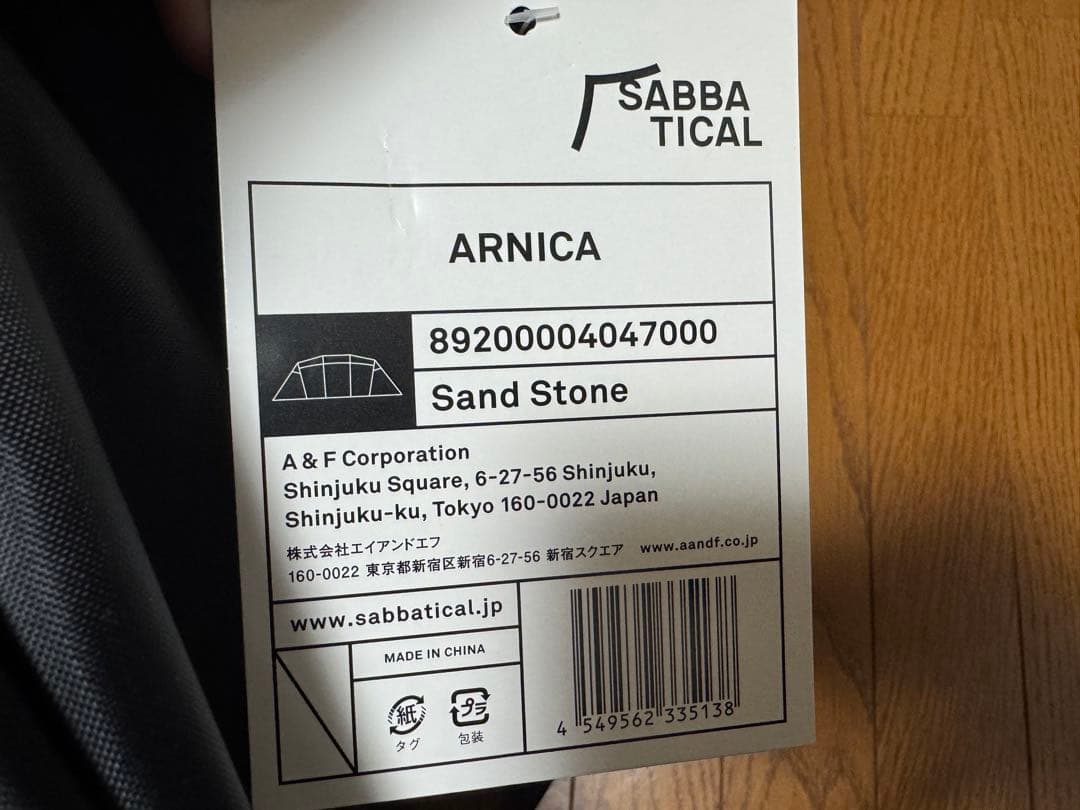 SABBA
TICAL
ARNICA
89200004047000
Sand Stone
A & F Corporation
Shinjuku Square, 6-27-56 Shinjuku,
Shinjuku-ku, Tokyo 160-0022 Japan
株式会社エイアンドエフ
160-0022 東京都新宿区新宿6-27-56 新宿スクエア www.aandf.co.jp
www.sabbatical.jp
MADE IN CHINA
紙
タグ
プラ
包装
4 549562 335138